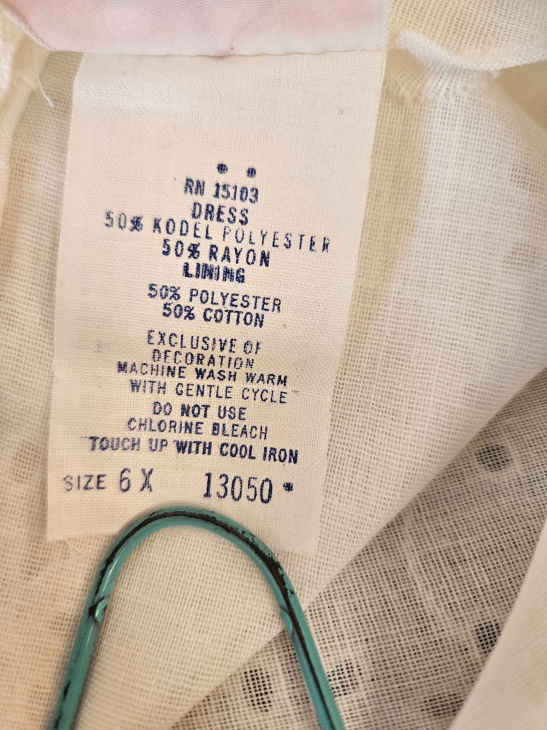 RN 15103
DRESS
50% KODEL POLYESTER
50% RAYON
LINING
50% POLYESTER
50% COTTON
EXCLUSIVE OF
DECORATION
MACHINE WASH WARM
WITH GENTLE CYCLE
DO NOT USE
CHLORINE BLEACH
TOUCH UP WITH COOL IRON
SIZE 6X 13050 *